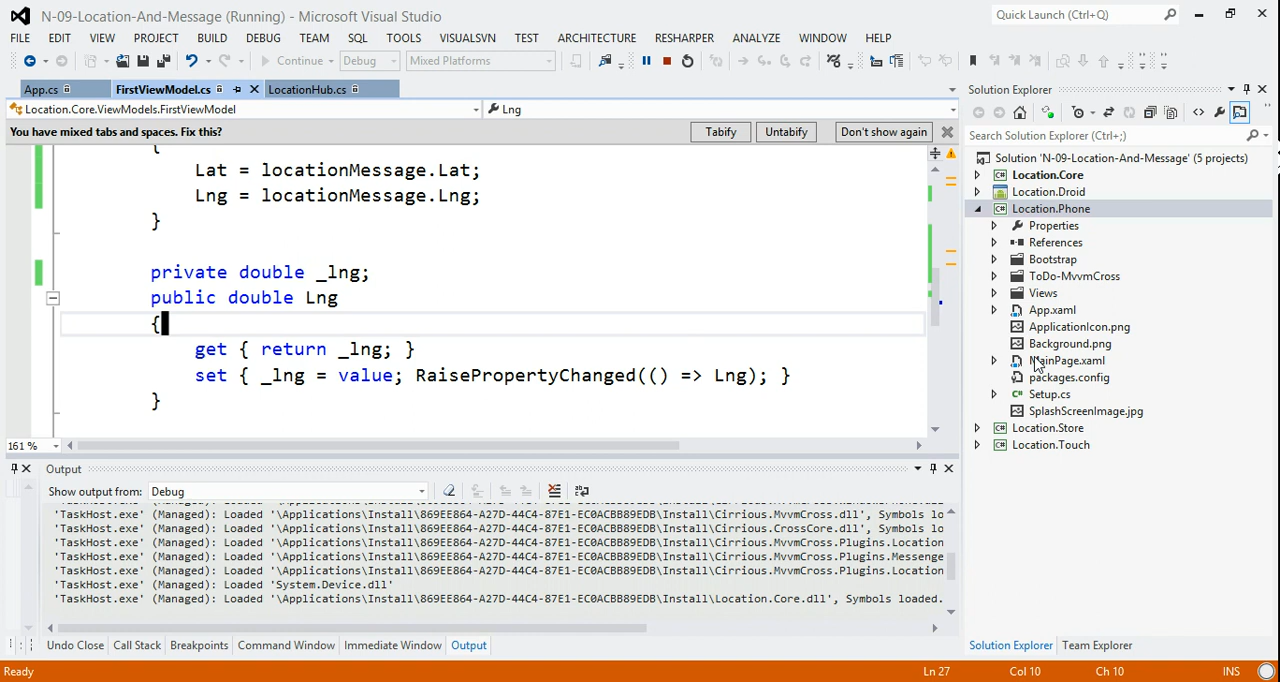 N-09-Location-And-Message (Running) - Microsoft Visual Studio
Quick Launch (Ctrl+Q)
FILE EDIT VIEW PROJECT BUILD DEBUG TEAM SQL TOOLS VISUALSVN TEST ARCHITECTURE RESHARPER ANALYZE WINDOW HELP
Continue Debug Mixed Platforms
App.cs FirstViewModel.cs LocationHub.cs
Location.Core.ViewModels.FirstViewModel Lng
You have mixed tabs and spaces. Fix this? Tabify Untabify Don't show again
{
Lat = locationMessage.Lat;
Lng = locationMessage.Lng;
}
private double _lng;
public double Lng
{
get { return _lng; }
set { _lng = value; RaisePropertyChanged(() => Lng); }
}
161 %
Output
Show output from: Debug
'TaskHost.exe' (Managed): Loaded '\Applications\Install\869EE864-A27D-44C4-87E1-EC0ACBB89EDB\Install\Cirrious.MvvmCross.dll', Symbols lo
'TaskHost.exe' (Managed): Loaded '\Applications\Install\869EE864-A27D-44C4-87E1-EC0ACBB89EDB\Install\Cirrious.CrossCore.dll', Symbols lo
'TaskHost.exe' (Managed): Loaded '\Applications\Install\869EE864-A27D-44C4-87E1-EC0ACBB89EDB\Install\Cirrious.MvvmCross.Plugins.Location
'TaskHost.exe' (Managed): Loaded '\Applications\Install\869EE864-A27D-44C4-87E1-EC0ACBB89EDB\Install\Cirrious.MvvmCross.Plugins.Messenge
'TaskHost.exe' (Managed): Loaded '\Applications\Install\869EE864-A27D-44C4-87E1-EC0ACBB89EDB\Install\Cirrious.MvvmCross.Plugins.Location
'TaskHost.exe' (Managed): Loaded 'System.Device.dll'
'TaskHost.exe' (Managed): Loaded '\Applications\Install\869EE864-A27D-44C4-87E1-EC0ACBB89EDB\Install\Location.Core.dll', Symbols loaded.
Undo Close Call Stack Breakpoints Command Window Immediate Window Output
Solution Explorer
Search Solution Explorer (Ctrl+;)
Solution 'N-09-Location-And-Message' (5 projects)
Location.Core
Location.Droid
Location.Phone
Properties
References
Bootstrap
ToDo-MvvmCross
Views
App.xaml
ApplicationIcon.png
Background.png
MainPage.xaml
packages.config
Setup.cs
SplashScreenImage.jpg
Location.Store
Location.Touch
Solution Explorer Team Explorer
Ready Ln 27 Col 10 Ch 10 INS